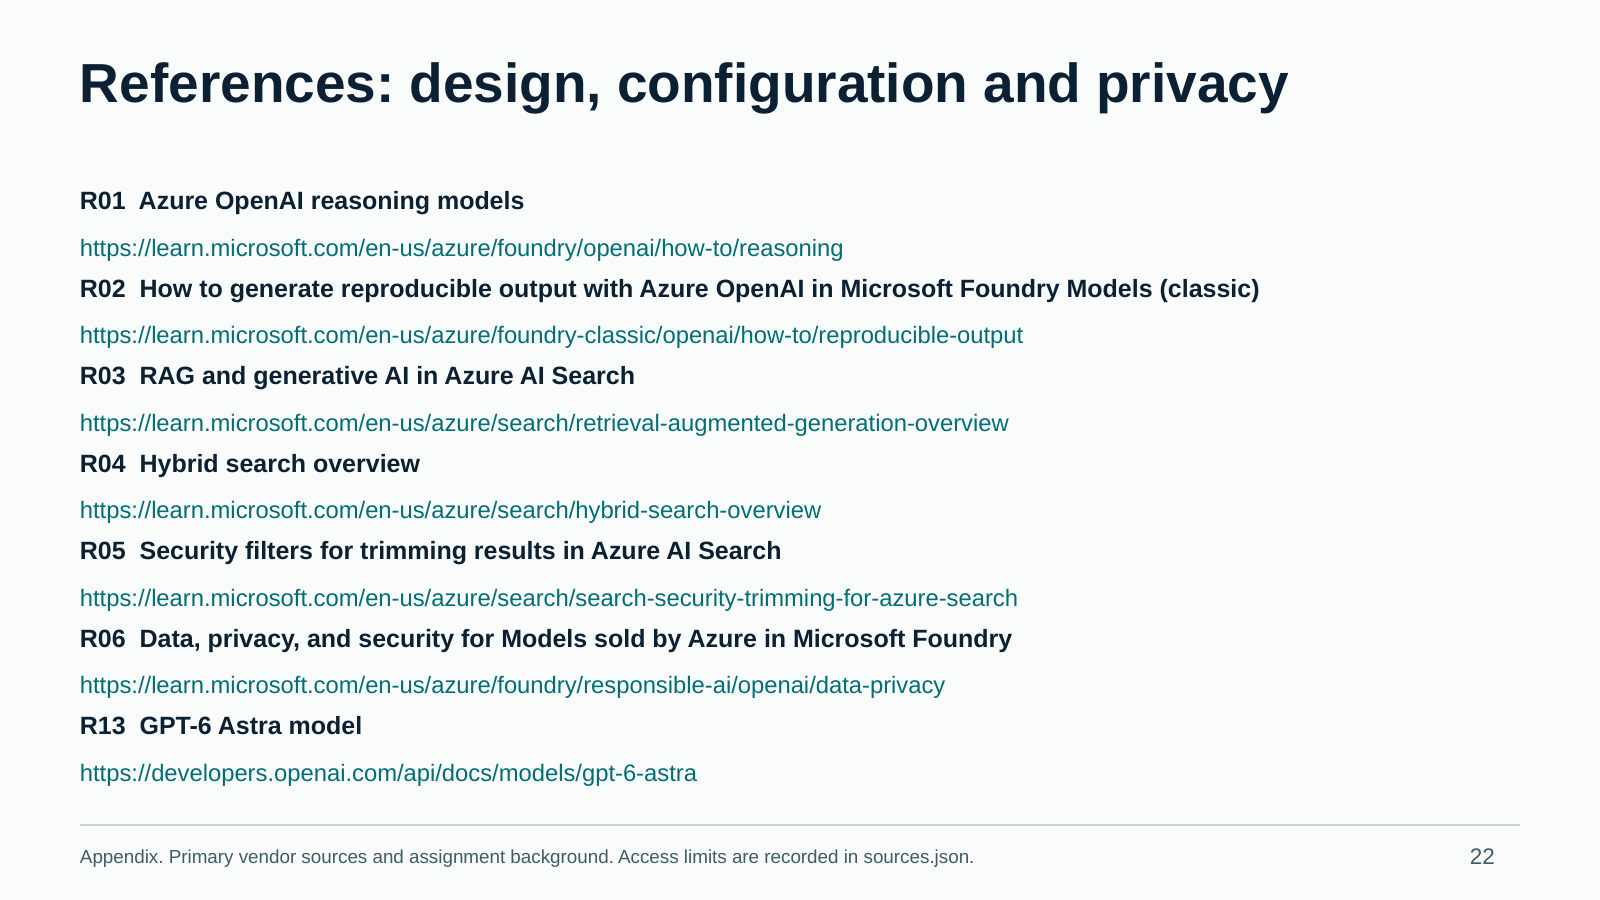 References: design, configuration and privacy
R01 Azure OpenAI reasoning models
https://learn.microsoft.com/en-us/azure/foundry/openai/how-to/reasoning
R02 How to generate reproducible output with Azure OpenAI in Microsoft Foundry Models (classic)
https://learn.microsoft.com/en-us/azure/foundry-classic/openai/how-to/reproducible-output
R03 RAG and generative AI in Azure AI Search
https://learn.microsoft.com/en-us/azure/search/retrieval-augmented-generation-overview
R04 Hybrid search overview
https://learn.microsoft.com/en-us/azure/search/hybrid-search-overview
R05 Security filters for trimming results in Azure AI Search
https://learn.microsoft.com/en-us/azure/search/search-security-trimming-for-azure-search
R06 Data, privacy, and security for Models sold by Azure in Microsoft Foundry
https://learn.microsoft.com/en-us/azure/foundry/responsible-ai/openai/data-privacy
R13 GPT-6 Astra model
https://developers.openai.com/api/docs/models/gpt-6-astra
Appendix. Primary vendor sources and assignment background. Access limits are recorded in sources.json.
22